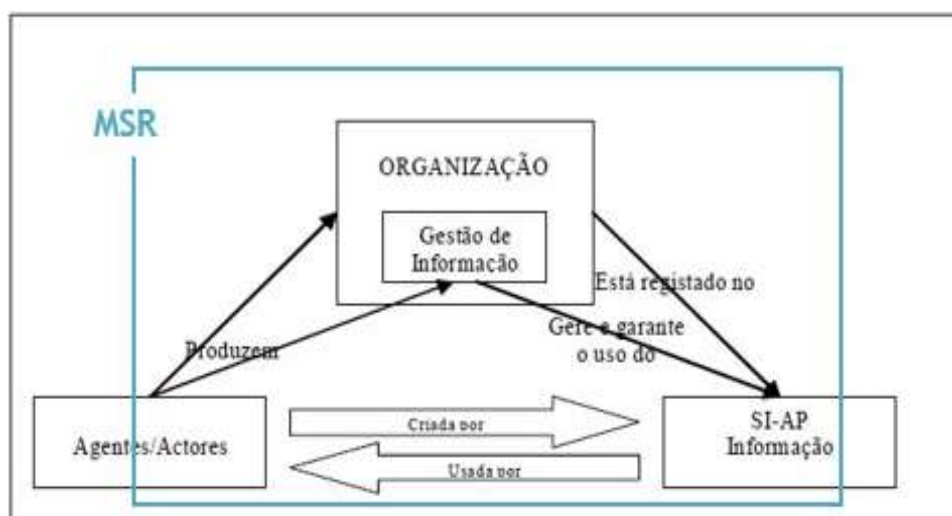 MSR
ORGANIZAÇÃO
Gestão de
Informação
Está registado no
Gere e garante
o uso do
Produzem
Agentes/Actores
Criada por
Usada por
SI-AP
Informação